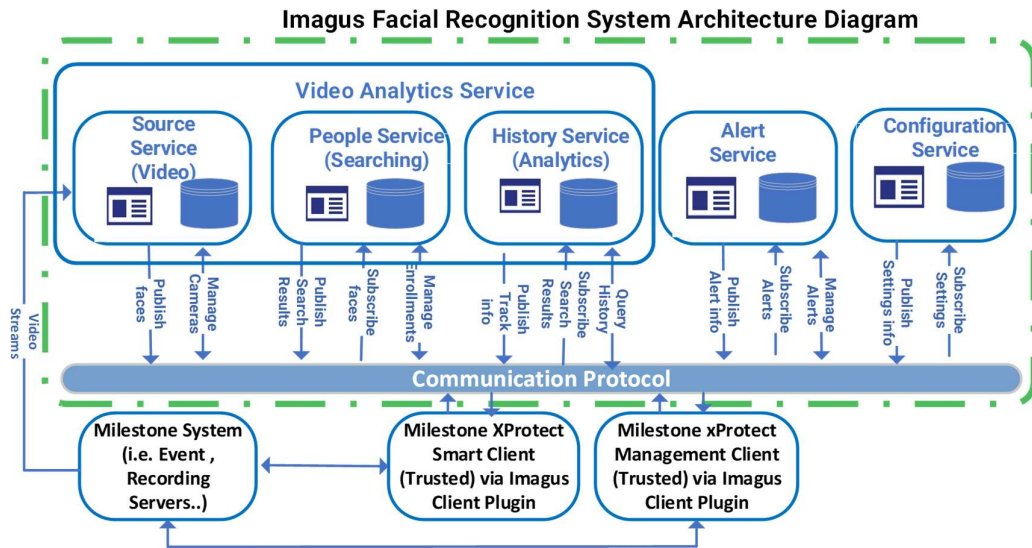 Imagus Facial Recognition System Architecture Diagram
Video Analytics Service
Source
Service
(Video)
People Service
(Searching)
History Service
(Analytics)
Alert
Service
Configuration
Service
Video
Streams
Publish
faces
Manage
Cameras
Publish
Search
Results
Subscribe
faces
Manage
Enrollments
Publish
Track
info
Subscribe
Search
Results
Query
History
Publish
Alert info
Subscribe
Alerts
Manage
Alerts
Publish
Settings info
Subscribe
Settings
Communication Protocol
Milestone System
(i.e. Event ,
Recording
Servers..)
Milestone XProtect
Smart Client
(Trusted) via Imagus
Client Plugin
Milestone xProtect
Management Client
(Trusted) via Imagus
Client Plugin